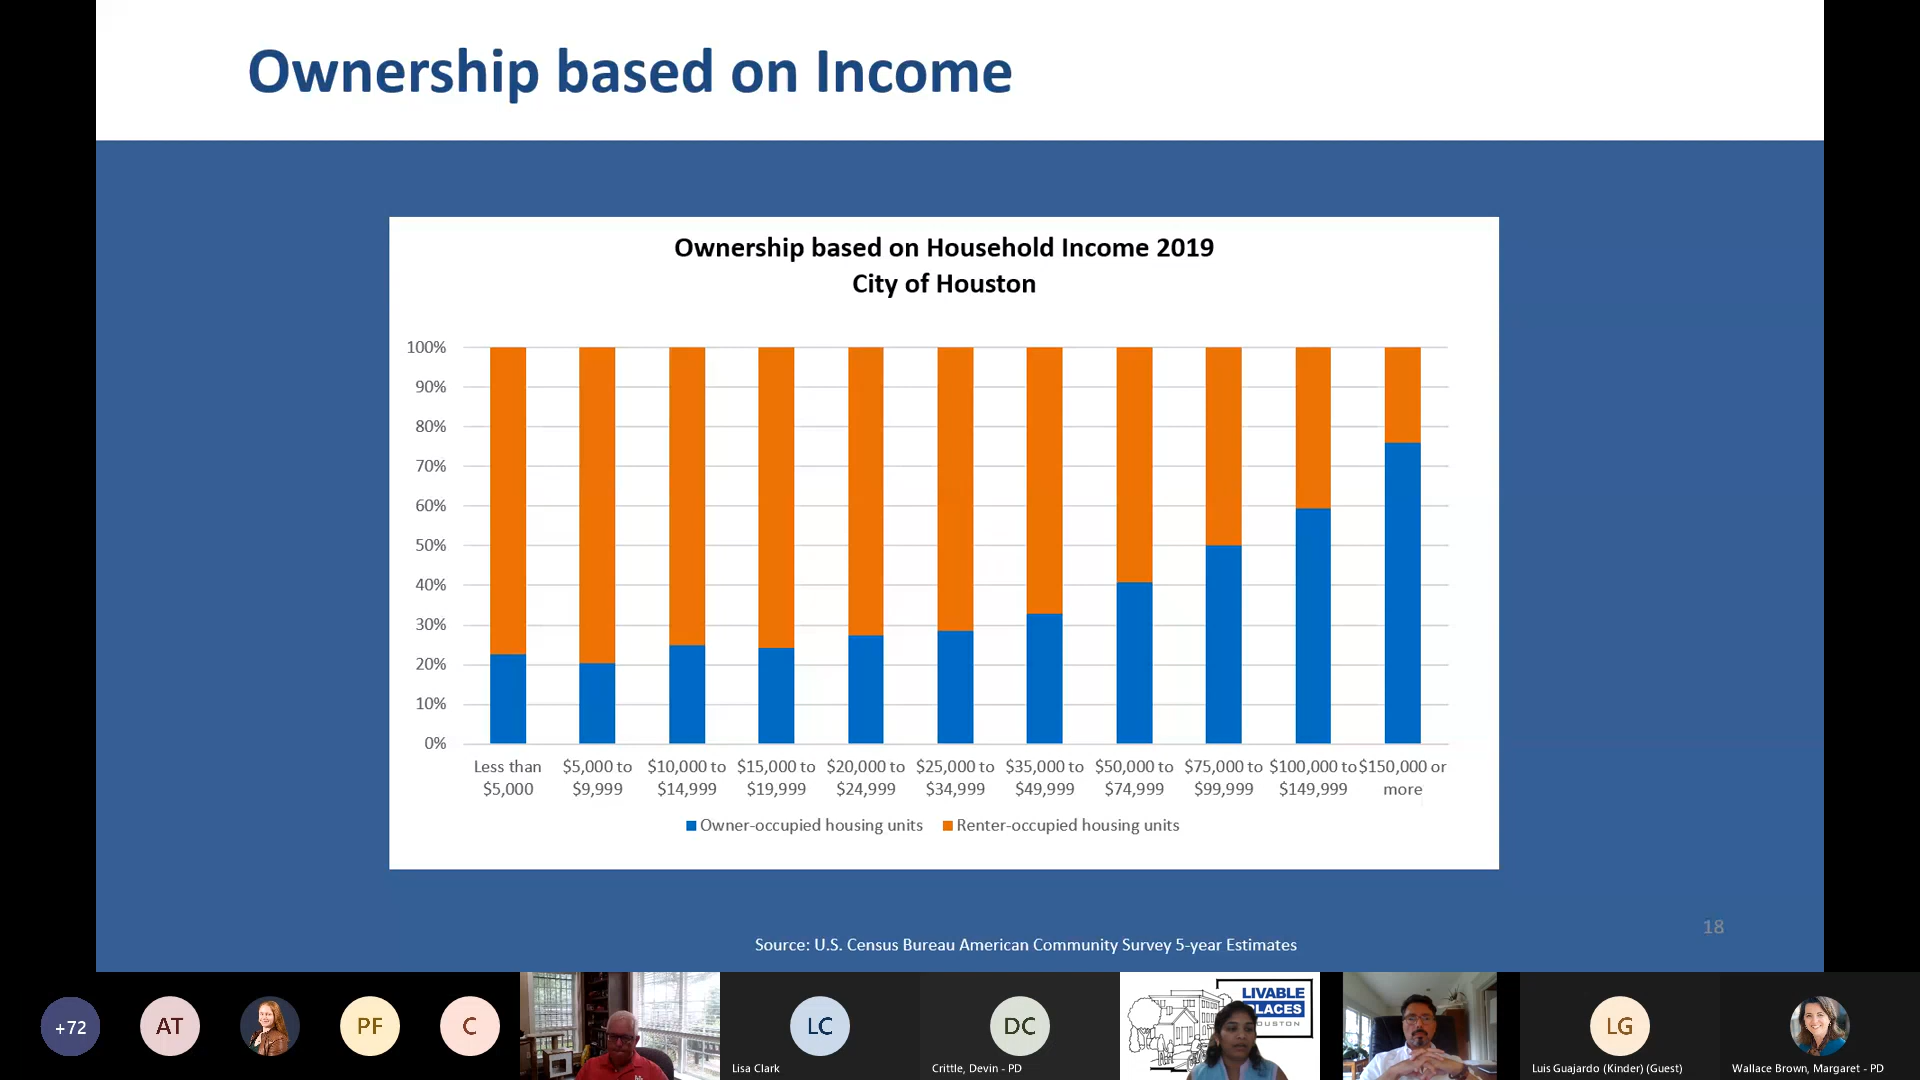 Ownership based on Income
Ownership based on Household Income 2019
City of Houston
100%
90%
80%
70%
60%
50%
40%
30%
20%
10%
0%
Less than $5,000
$5,000 to $9,999
$10,000 to $14,999
$15,000 to $19,999
$20,000 to $24,999
$25,000 to $34,999
$35,000 to $49,999
$50,000 to $74,999
$75,000 to $99,999
$100,000 to $149,999
$150,000 or more
Owner-occupied housing units
Renter-occupied housing units
18
Source: U.S. Census Bureau American Community Survey 5-year Estimates
+72
AT
PF
C
LC
Lisa Clark
DC
Crittle, Devin - PD
LIVABLE
PLACES
HOUSTON
LG
Luis Guajardo (Kinder) (Guest)
Wallace Brown, Margaret - PD